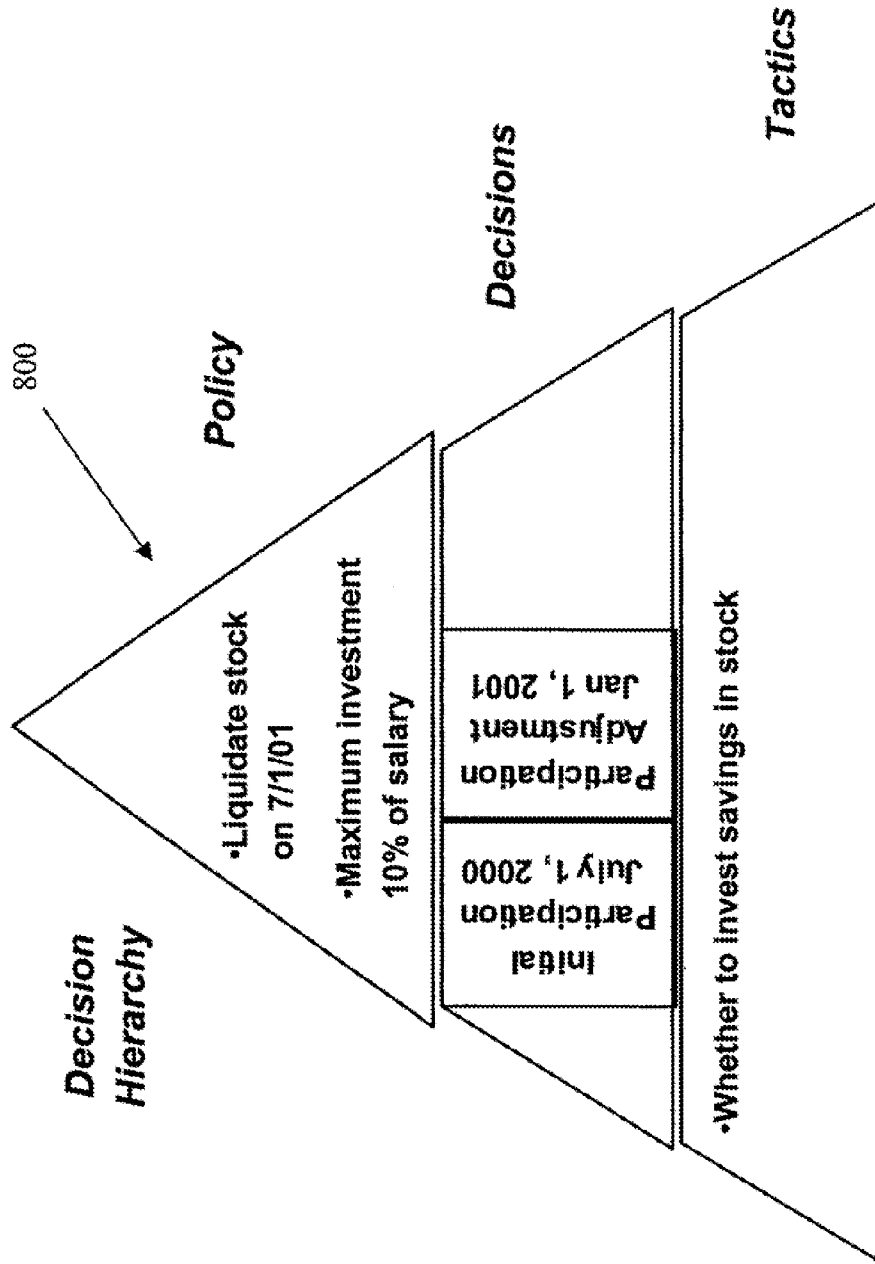 Decision
Hierarchy
800
Policy
•Liquidate stock
on 7/1/01
•Maximum investment
10% of salary
Decisions
Initial
Participation
July 1, 2000
Participation
Adjustment
Jan 1, 2001
Tactics
•Whether to invest savings in stock